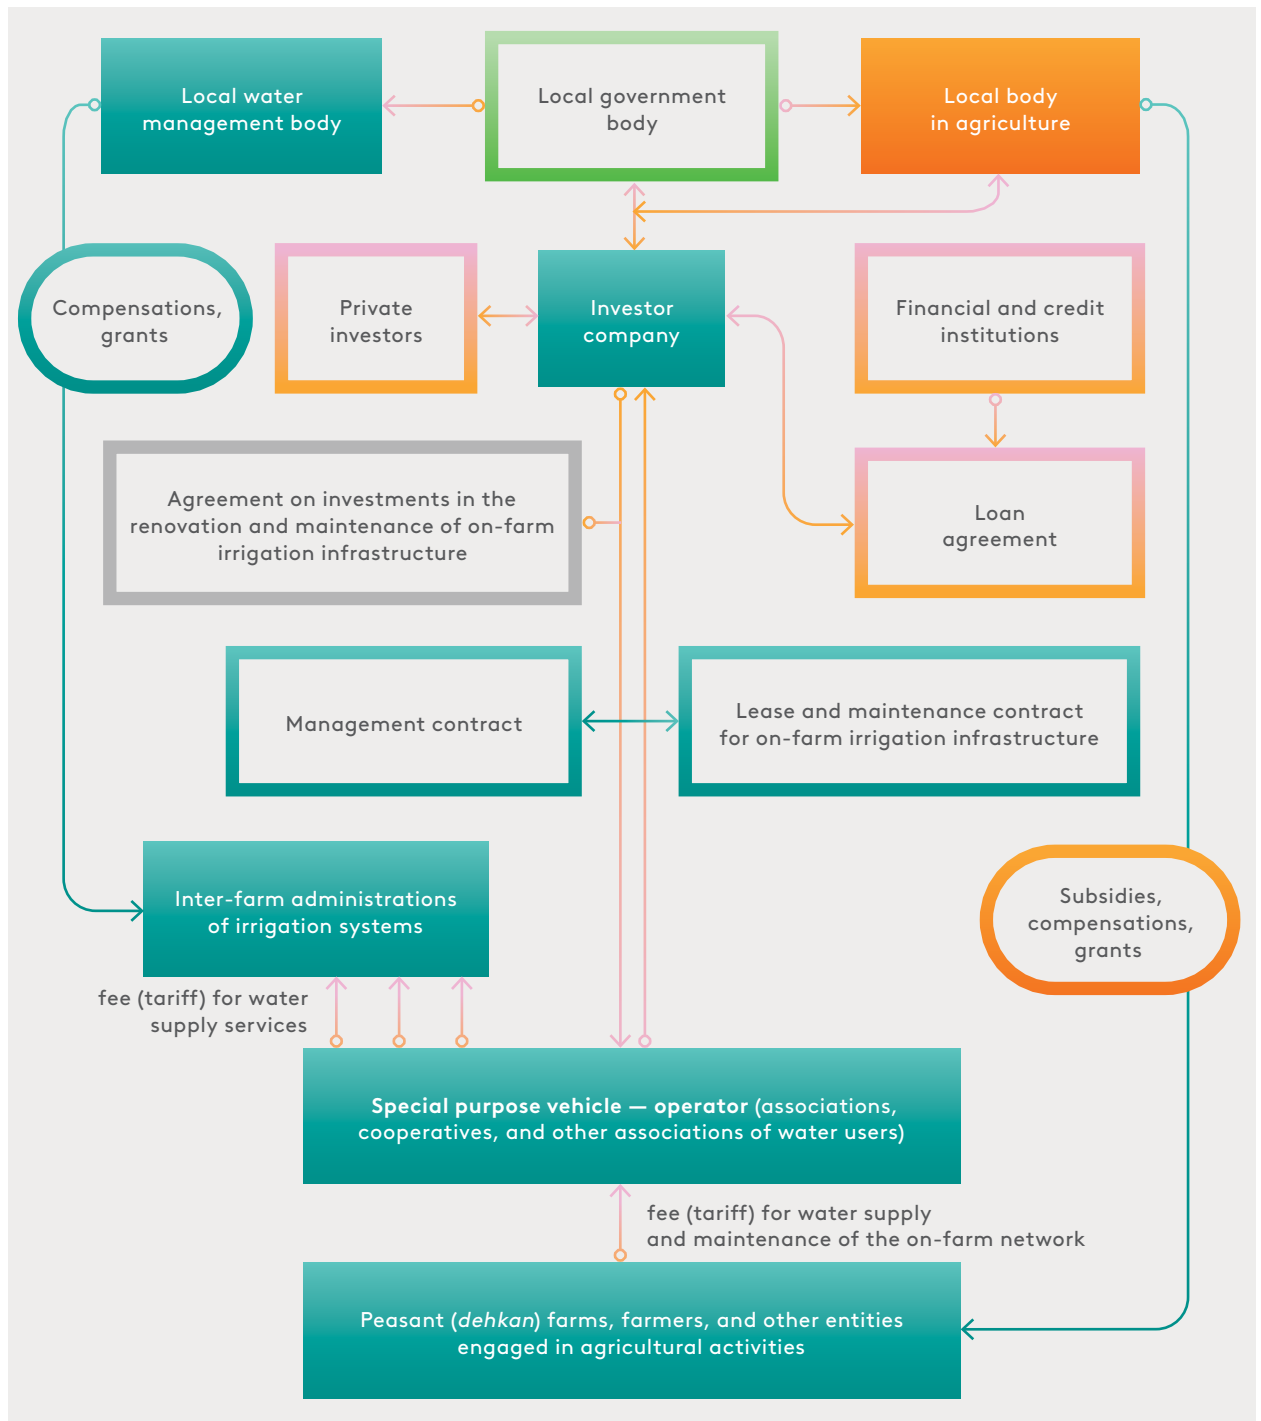 Local water
management body
Local government
body
Local body
in agriculture
Compensations,
grants
Private
investors
Investor
company
Financial and credit
institutions
Agreement on investments in the
renovation and maintenance of on-farm
irrigation infrastructure
Loan
agreement
Management contract
Lease and maintenance contract
for on-farm irrigation infrastructure
Inter-farm administrations
of irrigation systems
Subsidies,
compensations,
grants
fee (tariff) for water
supply services
Special purpose vehicle — operator (associations,
cooperatives, and other associations of water users)
fee (tariff) for water supply
and maintenance of the on-farm network
Peasant (dehkan) farms, farmers, and other entities
engaged in agricultural activities